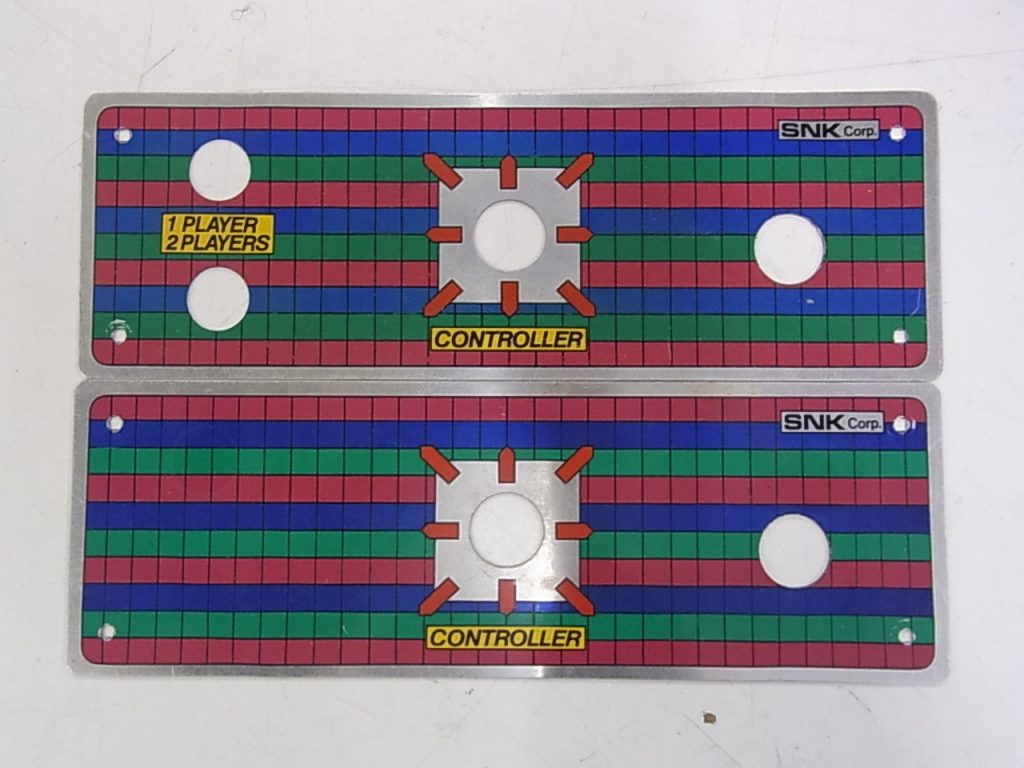 SNK Corp.
1 PLAYER
2 PLAYERS
CONTROLLER
SNK Corp.
CONTROLLER